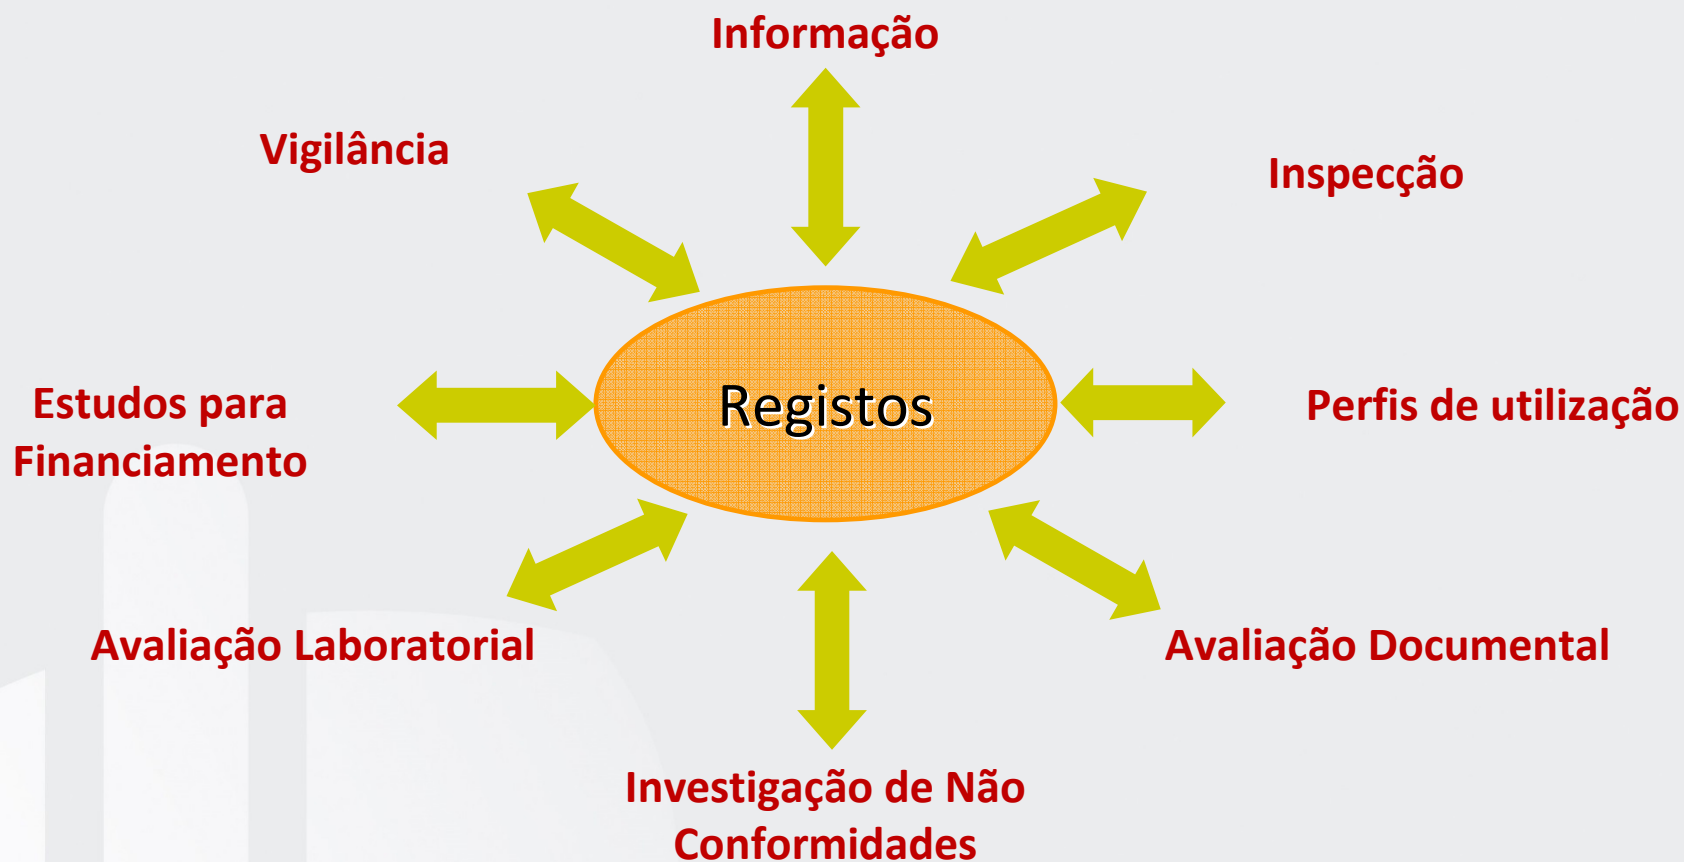 Informação
Vigilância
Inspecção
Estudos para
Financiamento
Registos
Perfis de utilização
Avaliação Laboratorial
Avaliação Documental
Investigação de Não
Conformidades